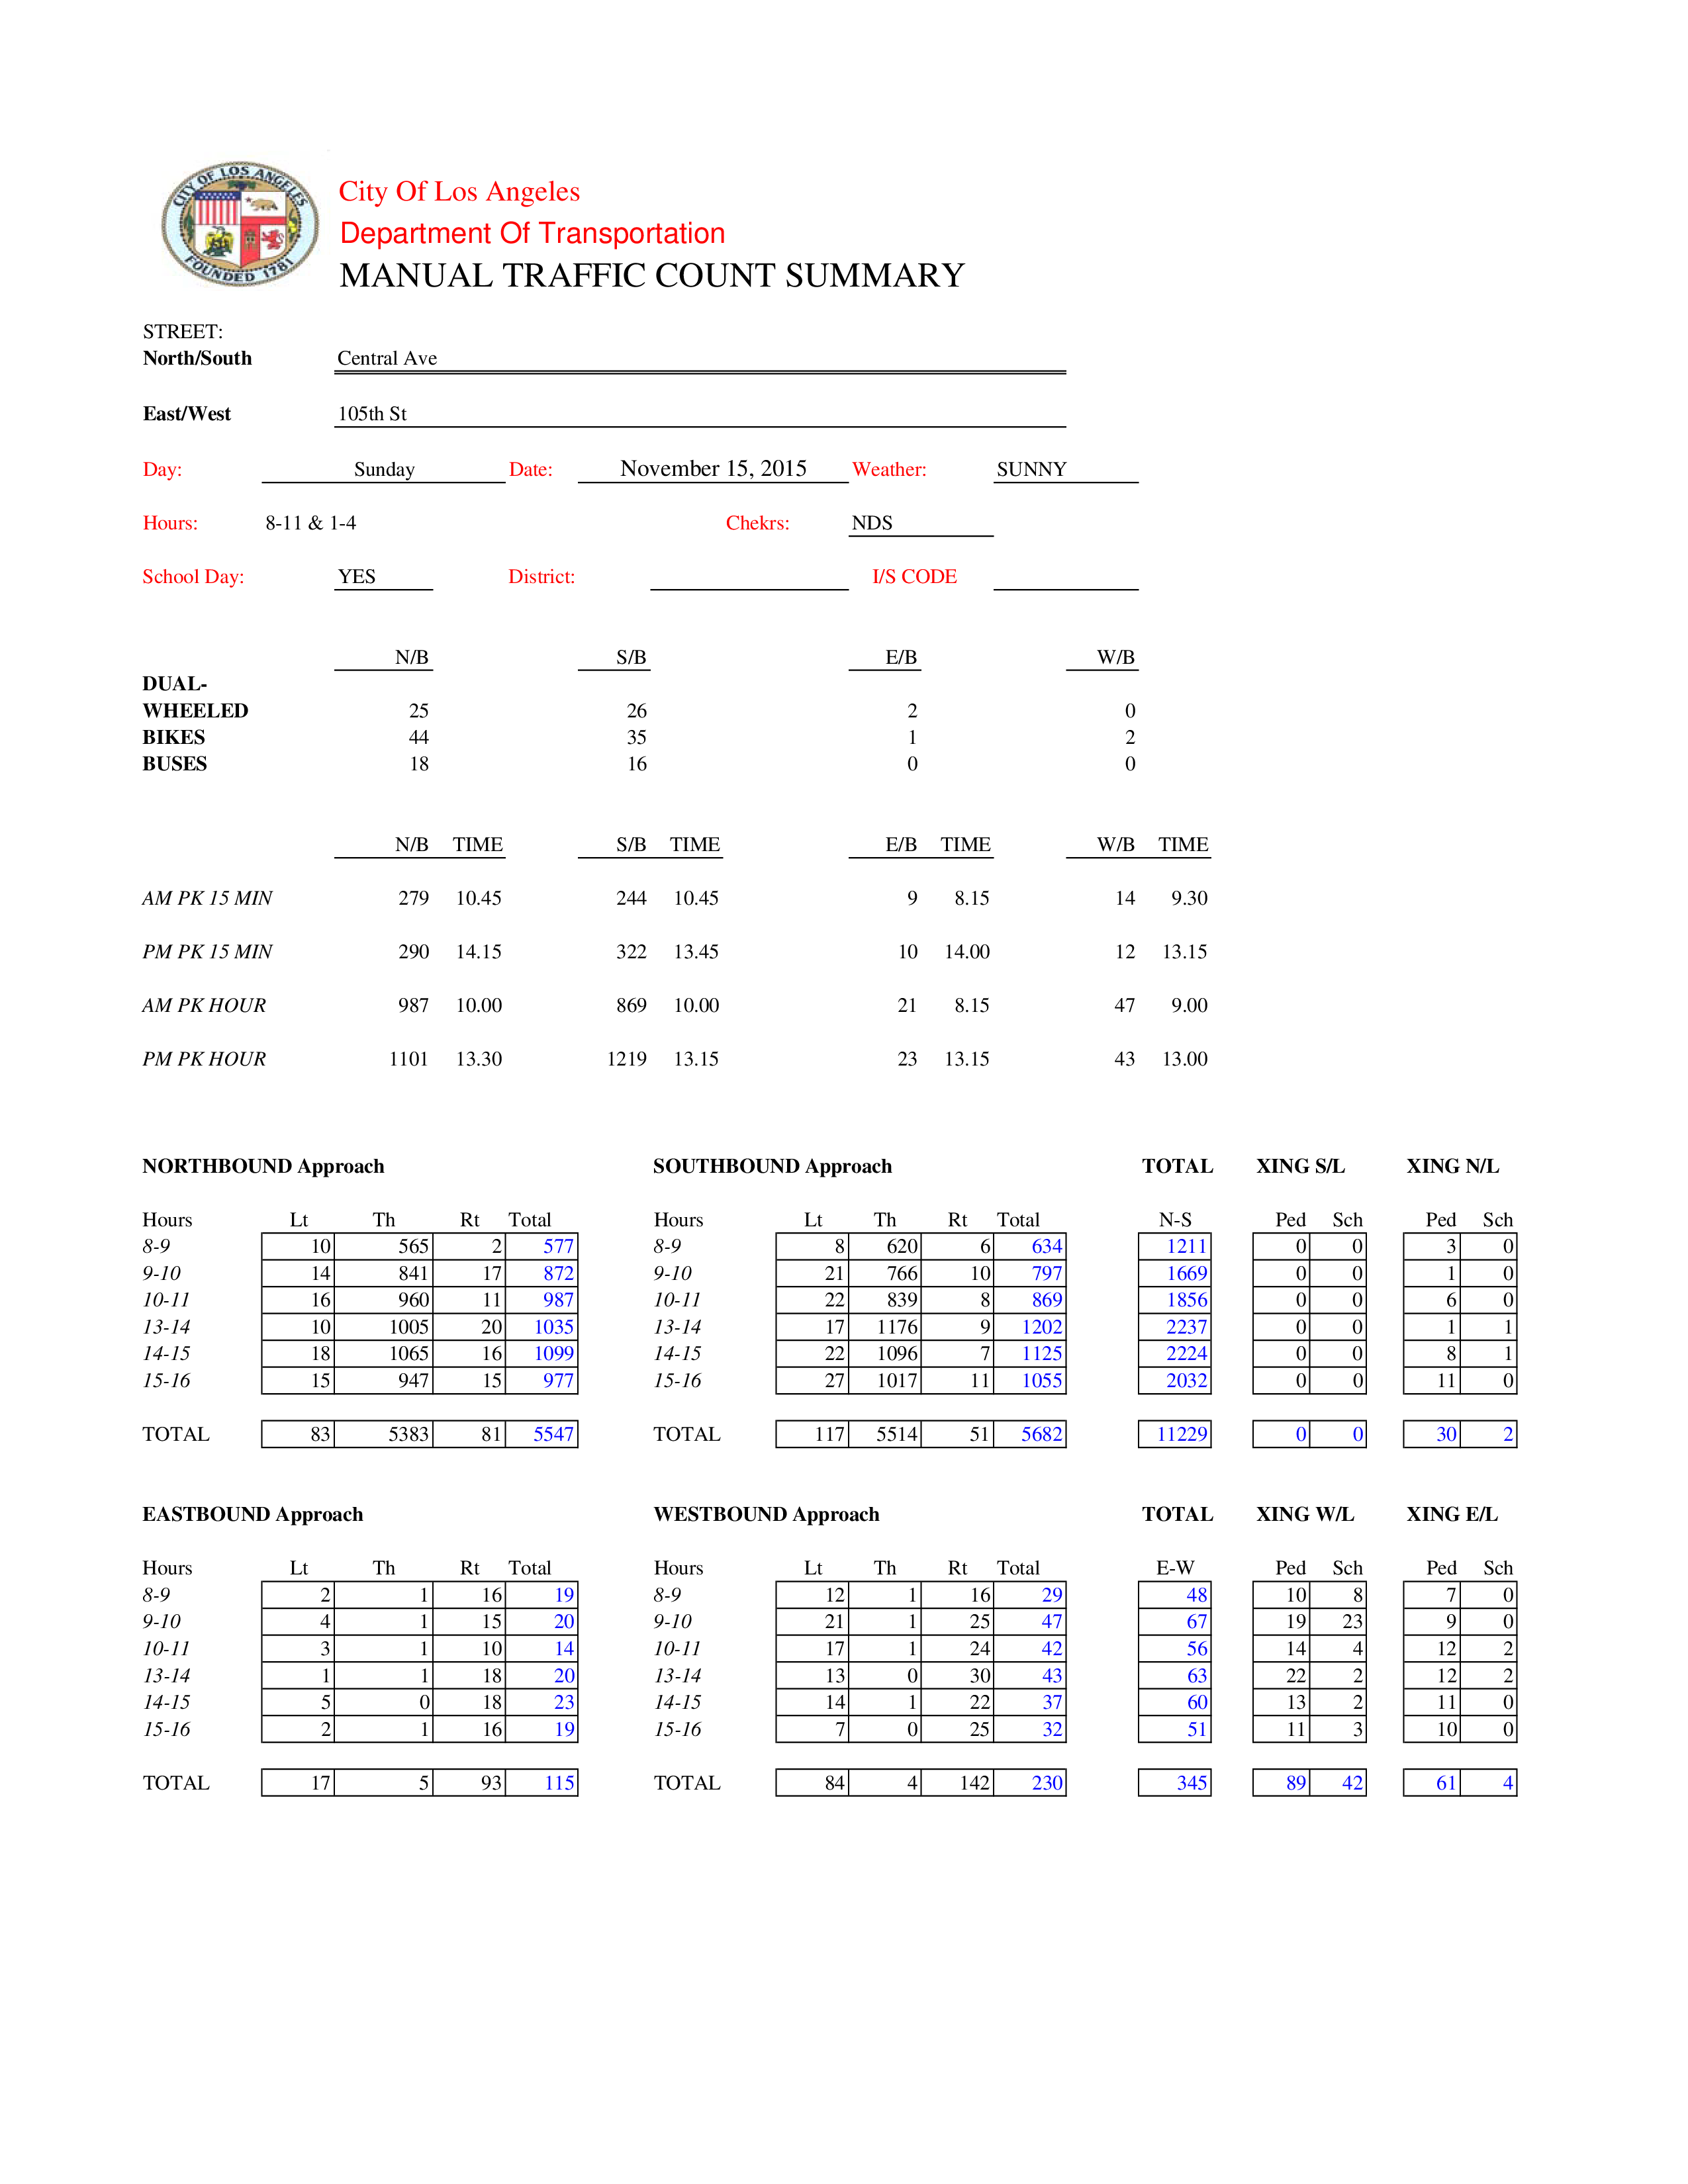 CITY OF LOS ANGELES
FOUNDED 1781
City Of Los Angeles
Department Of Transportation
MANUAL TRAFFIC COUNT SUMMARY
STREET:
North/South Central Ave
East/West 105th St
Day: Sunday Date: November 15, 2015 Weather: SUNNY
Hours: 8-11 & 1-4 Chekrs: NDS
School Day: YES District: I/S CODE
N/B S/B E/B W/B
DUAL-
WHEELED 25 26 2 0
BIKES 44 35 1 2
BUSES 18 16 0 0
N/B TIME S/B TIME E/B TIME W/B TIME
AM PK 15 MIN 279 10.45 244 10.45 9 8.15 14 9.30
PM PK 15 MIN 290 14.15 322 13.45 10 14.00 12 13.15
AM PK HOUR 987 10.00 869 10.00 21 8.15 47 9.00
PM PK HOUR 1101 13.30 1219 13.15 23 13.15 43 13.00
NORTHBOUND Approach SOUTHBOUND Approach TOTAL XING S/L XING N/L
Hours Lt Th Rt Total Hours Lt Th Rt Total N-S Ped Sch Ped Sch
8-9 10 565 2 577 8-9 8 620 6 634 1211 0 0 3 0
9-10 14 841 17 872 9-10 21 766 10 797 1669 0 0 1 0
10-11 16 960 11 987 10-11 22 839 8 869 1856 0 0 6 0
13-14 10 1005 20 1035 13-14 17 1176 9 1202 2237 0 0 1 1
14-15 18 1065 16 1099 14-15 22 1096 7 1125 2224 0 0 8 1
15-16 15 947 15 977 15-16 27 1017 11 1055 2032 0 0 11 0
TOTAL 83 5383 81 5547 TOTAL 117 5514 51 5682 11229 0 0 30 2
EASTBOUND Approach WESTBOUND Approach TOTAL XING W/L XING E/L
Hours Lt Th Rt Total Hours Lt Th Rt Total E-W Ped Sch Ped Sch
8-9 2 1 16 19 8-9 12 1 16 29 48 10 8 7 0
9-10 4 1 15 20 9-10 21 1 25 47 67 19 23 9 0
10-11 3 1 10 14 10-11 17 1 24 42 56 14 4 12 2
13-14 1 1 18 20 13-14 13 0 30 43 63 22 2 12 2
14-15 5 0 18 23 14-15 14 1 22 37 60 13 2 11 0
15-16 2 1 16 19 15-16 7 0 25 32 51 11 3 10 0
TOTAL 17 5 93 115 TOTAL 84 4 142 230 345 89 42 61 4